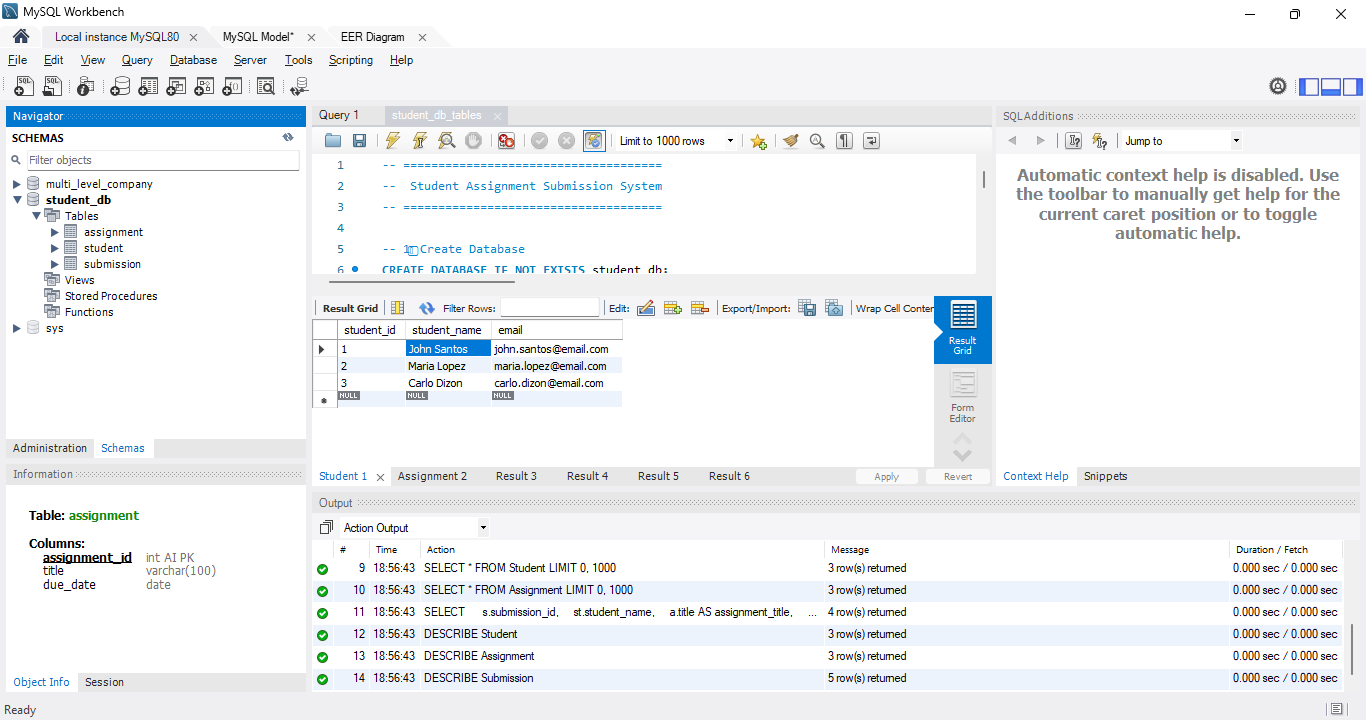 MySQL Workbench
Local instance MySQL80
MySQL Model*
EER Diagram
File Edit View Query Database Server Tools Scripting Help
Navigator
SCHEMAS
Filter objects
multi_level_company
student_db
Tables
assignment
student
submission
Views
Stored Procedures
Functions
sys
Administration Schemas
Information
Table: assignment
Columns:
assignment_id int AI PK
title varchar(100)
due_date date
Object Info Session
Query 1 student_db_tables
Limit to 1000 rows
1 -- =====================================
2 -- Student Assignment Submission System
3 -- =====================================
4
5 -- 1. Create Database
6 CREATE DATABASE IF NOT EXISTS student_db;
Result Grid Filter Rows: Edit: Export/Import: Wrap Cell Conten
student_id student_name email
1 John Santos john.santos@email.com
2 Maria Lopez maria.lopez@email.com
3 Carlo Dizon carlo.dizon@email.com
NULL NULL NULL
Result Grid
Form Editor
Student 1 Assignment 2 Result 3 Result 4 Result 5 Result 6 Apply Revert
SQLAdditions
Jump to
Automatic context help is disabled. Use
the toolbar to manually get help for the
current caret position or to toggle
automatic help.
Context Help Snippets
Output
Action Output
# Time Action Message Duration / Fetch
9 18:56:43 SELECT * FROM Student LIMIT 0, 1000 3 row(s) returned 0.000 sec / 0.000 sec
10 18:56:43 SELECT * FROM Assignment LIMIT 0, 1000 3 row(s) returned 0.000 sec / 0.000 sec
11 18:56:43 SELECT s.submission_id, st.student_name, a.title AS assignment_title, ... 4 row(s) returned 0.000 sec / 0.000 sec
12 18:56:43 DESCRIBE Student 3 row(s) returned 0.000 sec / 0.000 sec
13 18:56:43 DESCRIBE Assignment 3 row(s) returned 0.000 sec / 0.000 sec
14 18:56:43 DESCRIBE Submission 5 row(s) returned 0.000 sec / 0.000 sec
Ready